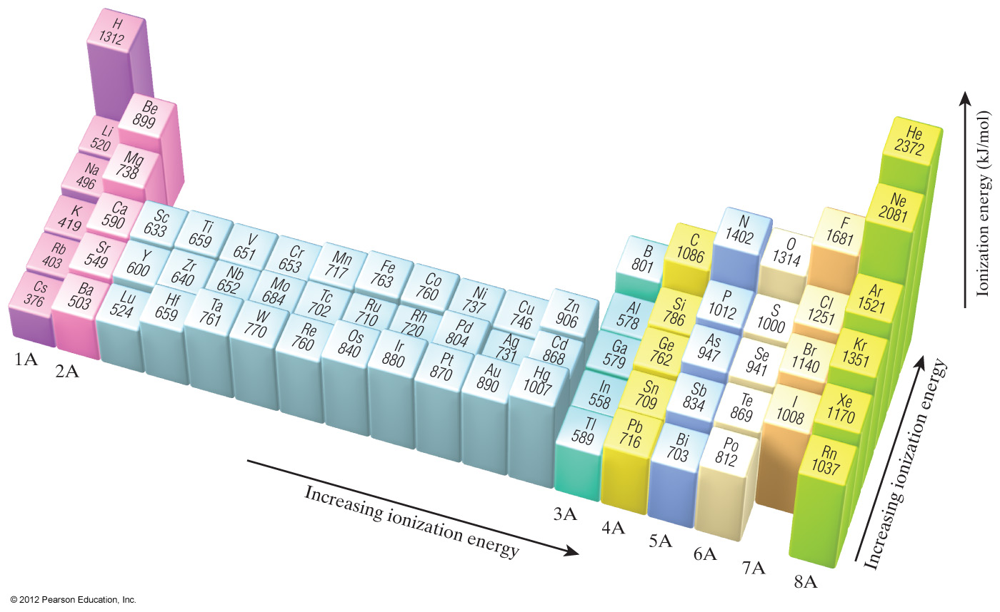 H
1312
He
2372
Li
520
Be
899
B
801
C
1086
N
1402
O
1314
F
1681
Ne
2081
Na
496
Mg
738
Al
578
Si
786
P
1012
S
1000
Cl
1251
Ar
1521
K
419
Ca
590
Sc
633
Ti
659
V
651
Cr
653
Mn
717
Fe
763
Co
760
Ni
737
Cu
746
Zn
906
Ga
579
Ge
762
As
947
Se
941
Br
1140
Kr
1351
Rb
403
Sr
549
Y
600
Zr
640
Nb
652
Mo
684
Tc
702
Ru
710
Rh
720
Pd
804
Ag
731
Cd
868
In
558
Sn
709
Sb
834
Te
869
I
1008
Xe
1170
Cs
376
Ba
503
Lu
524
Hf
659
Ta
761
W
770
Re
760
Os
840
Ir
880
Pt
870
Au
890
Hg
1007
Tl
589
Pb
716
Bi
703
Po
812
Rn
1037
1A
2A
3A
4A
5A
6A
7A
8A
Increasing ionization energy
Increasing ionization energy
Ionization energy (kJ/mol)
© 2012 Pearson Education, Inc.